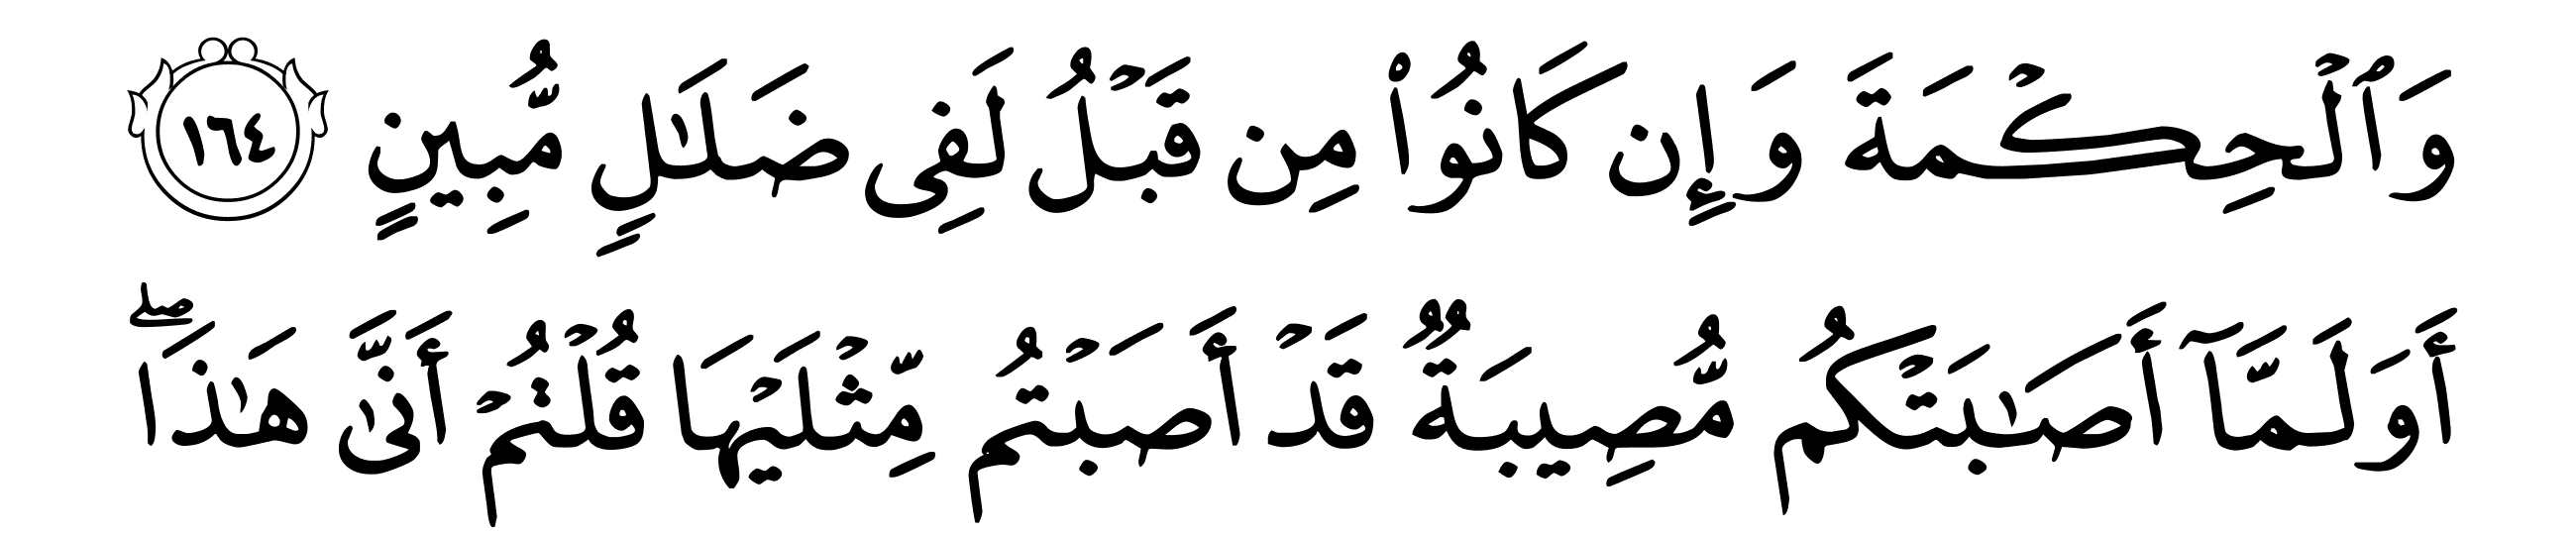 وَٱلْحِكْمَةَ وَإِن كَانُوا۟ مِن قَبْلُ لَفِى ضَلَـٰلٍ مُّبِينٍ ١٦٤
أَوَلَمَّآ أَصَـٰبَتْكُم مُّصِيبَةٌ قَدْ أَصَبْتُم مِّثْلَيْهَا قُلْتُمْ أَنَّىٰ هَـٰذَا ۖ